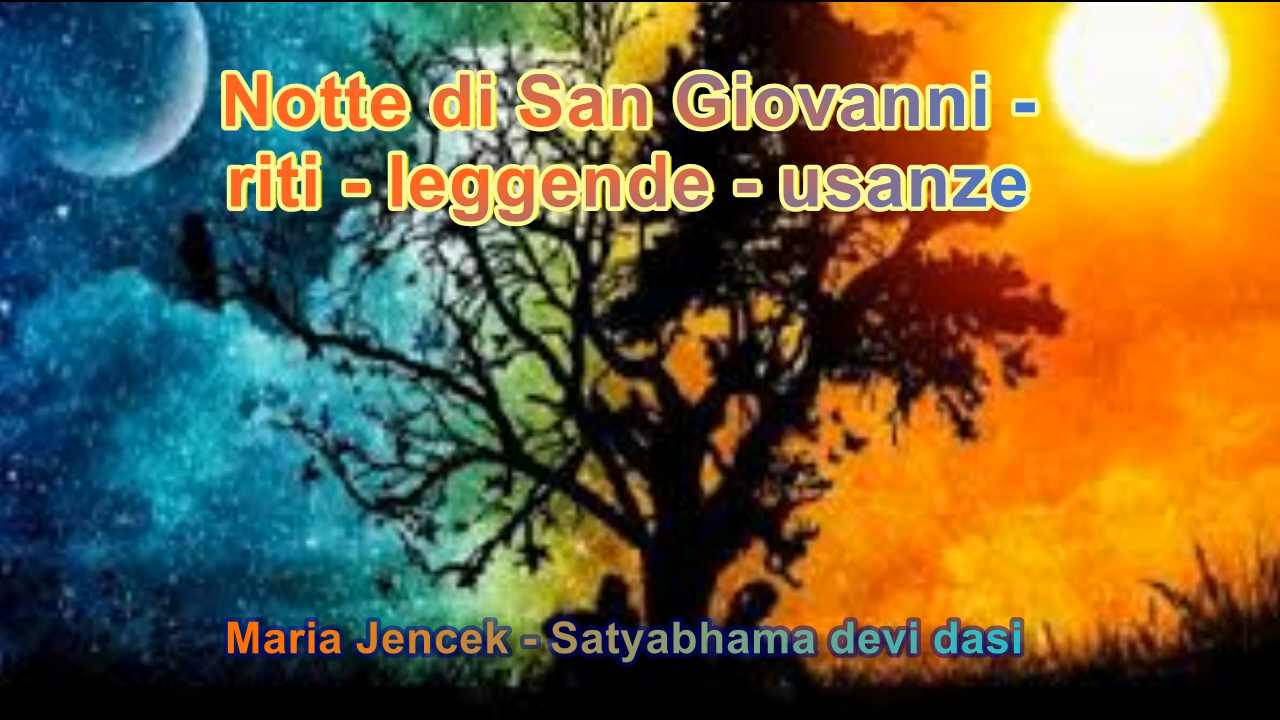 Notte di San Giovanni -
riti - leggende - usanze
Maria Jencek - Satyabhama devi dasi